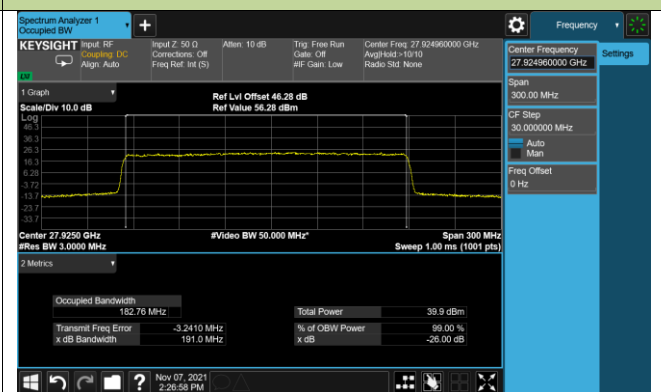 Spectrum Analyzer 1
Occupied BW
Frequency
KEYSIGHT Input: RF
Coupling: DC
Align: Auto
Input Z: 50 Ω
Corrections: Off
Freq Ref: Int (S)
Atten: 10 dB
Trig: Free Run
Gate: Off
#IF Gain: Low
Center Freq: 27.924960000 GHz
Avg|Hold:>10/10
Radio Std: None
Center Frequency
27.924960000 GHz
Settings
Span
300.00 MHz
CF Step
30.000000 MHz
Auto
Man
Freq Offset
0 Hz
1 Graph
Scale/Div 10.0 dB
Ref Lvl Offset 46.28 dB
Ref Value 56.28 dBm
Log
46.3
36.3
26.3
16.3
6.28
-3.72
-13.7
-23.7
-33.7
Center 27.9250 GHz
#Video BW 50.000 MHz*
Span 300 MHz
#Res BW 3.0000 MHz
Sweep 1.00 ms (1001 pts)
2 Metrics
Occupied Bandwidth
182.76 MHz
Total Power 39.9 dBm
Transmit Freq Error -3.2410 MHz
% of OBW Power 99.00 %
x dB Bandwidth 191.0 MHz
x dB -26.00 dB
Nov 07, 2021
2:26:58 PM